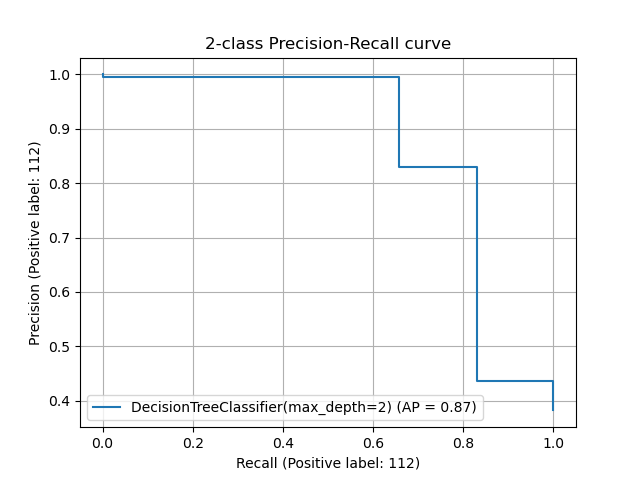 2-class Precision-Recall curve
1.0
0.9
0.8
0.7
0.6
0.5
0.4
Precision (Positive label: 112)
DecisionTreeClassifier(max_depth=2) (AP = 0.87)
0.0 0.2 0.4 0.6 0.8 1.0
Recall (Positive label: 112)